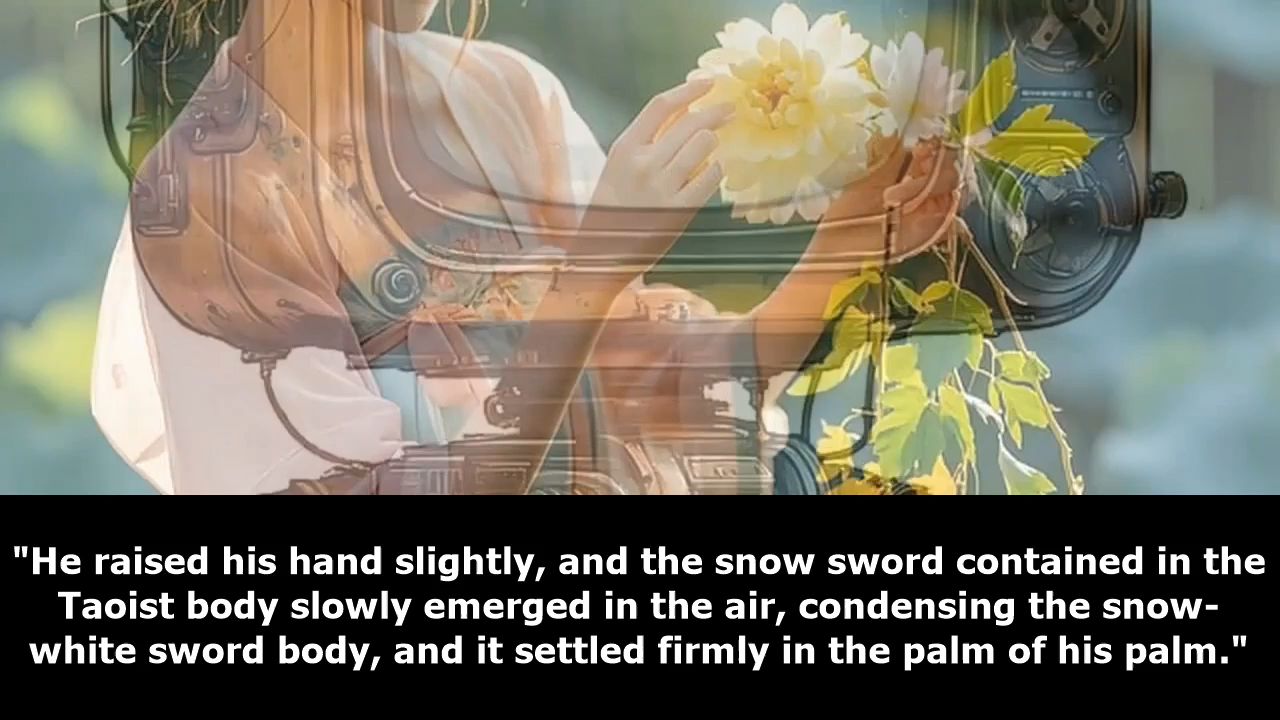 "He raised his hand slightly, and the snow sword contained in the
Taoist body slowly emerged in the air, condensing the snow-
white sword body, and it settled firmly in the palm of his palm."